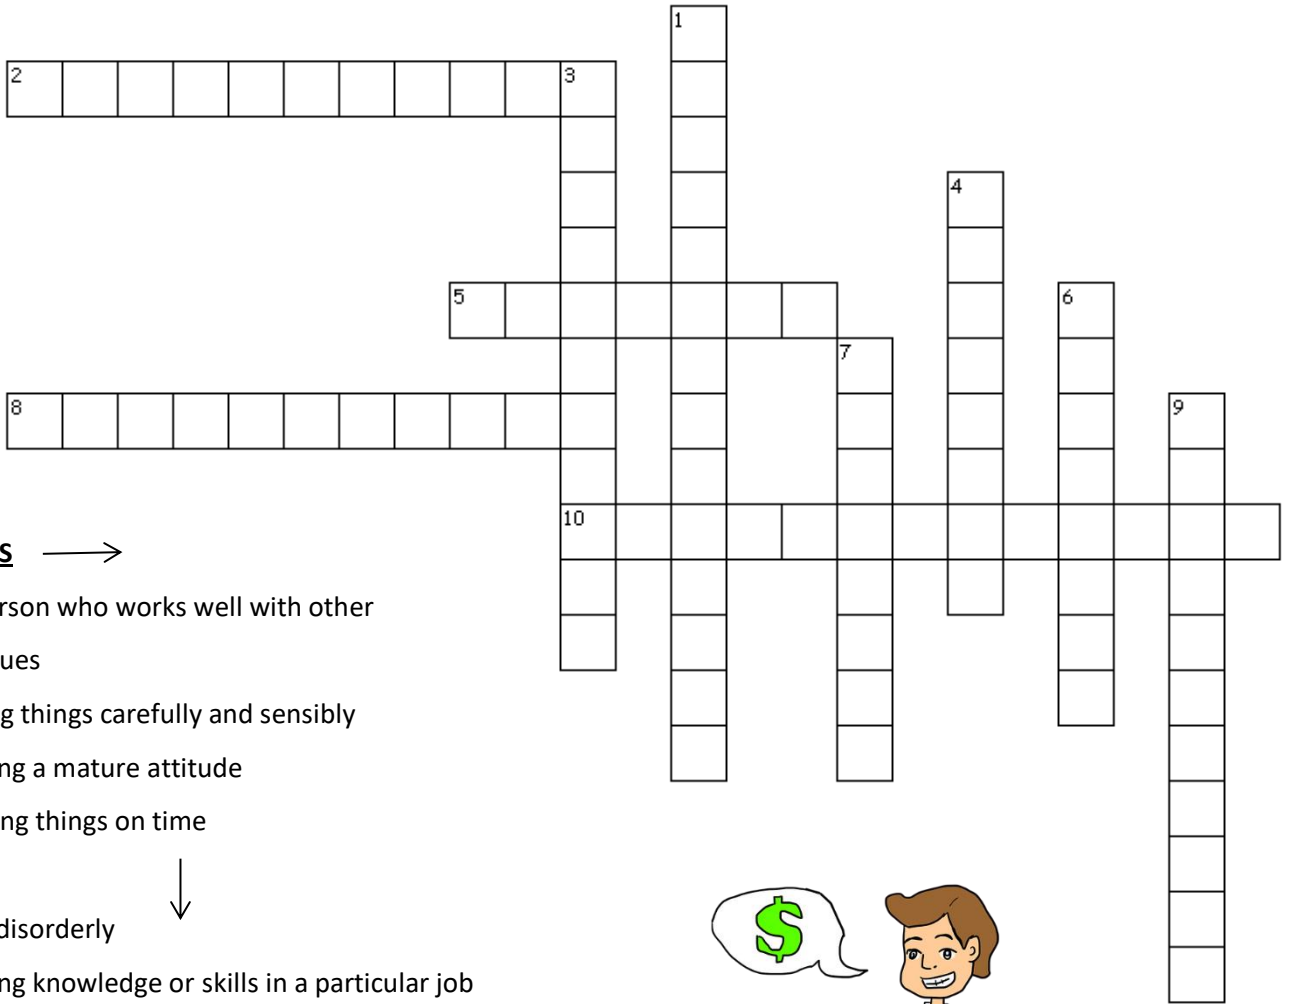 1
2 3
4
5 6
7
8 9
10
S
rson who works well with other
ues
g things carefully and sensibly
ng a mature attitude
ng things on time
disorderly
ng knowledge or skills in a particular job
$